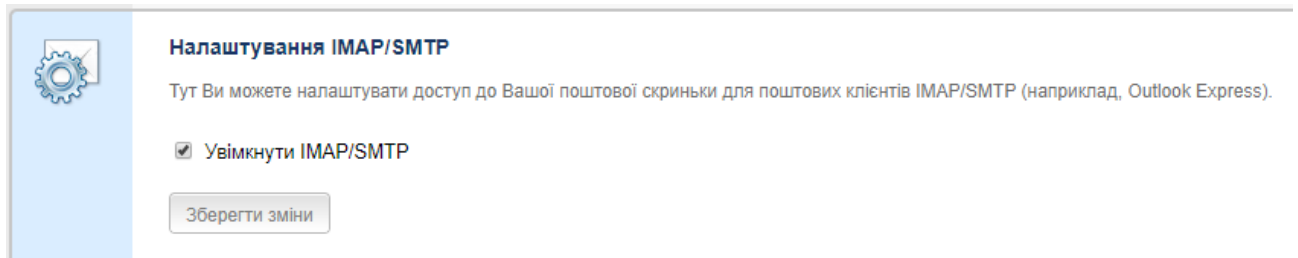 Налаштування IMAP/SMTP
Тут Ви можете налаштувати доступ до Вашої поштової скриньки для поштових клієнтів IMAP/SMTP (наприклад, Outlook Express).
Увімкнути IMAP/SMTP
Зберегти зміни